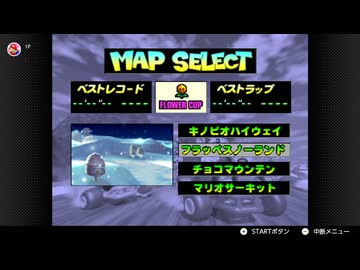 1P
MAP SELECT
ベストレコード
--'--"-- ----
FLOWER CUP
ベストラップ
--'--"-- ----
キノピオハイウェイ
フラッペスノーランド
チョコマウンテン
マリオサーキット
STARTボタン
中断メニュー